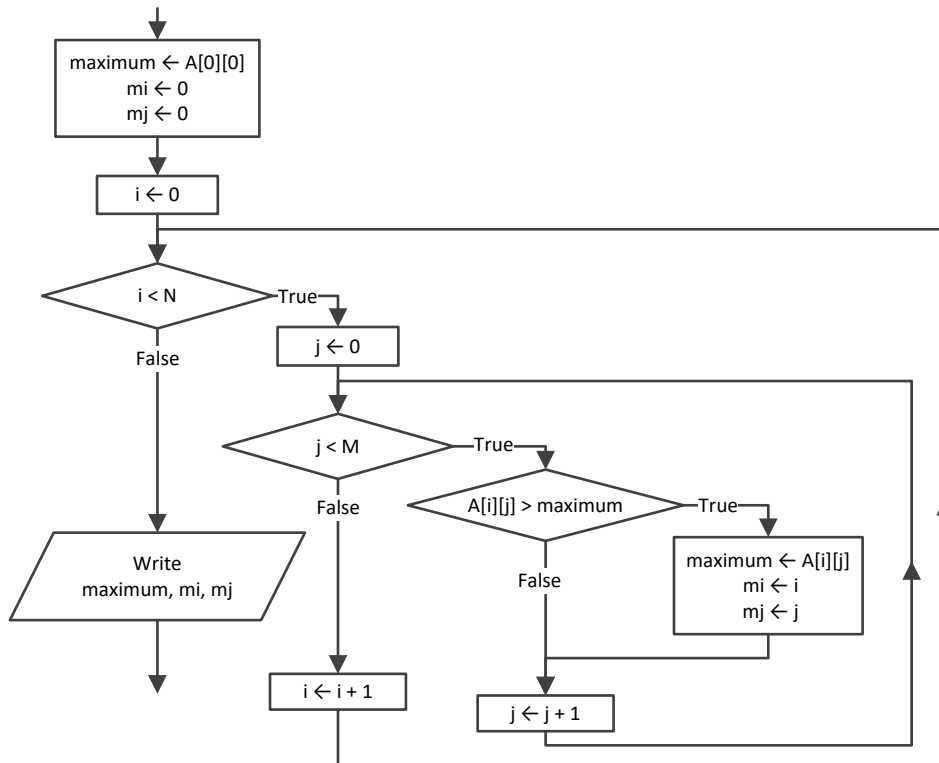 maximum ← A[0][0]
mi ← 0
mj ← 0
i ← 0
i < N
True
False
j ← 0
j < M
True
False
A[i][j] > maximum
True
False
maximum ← A[i][j]
mi ← i
mj ← j
Write
maximum, mi, mj
i ← i + 1
j ← j + 1